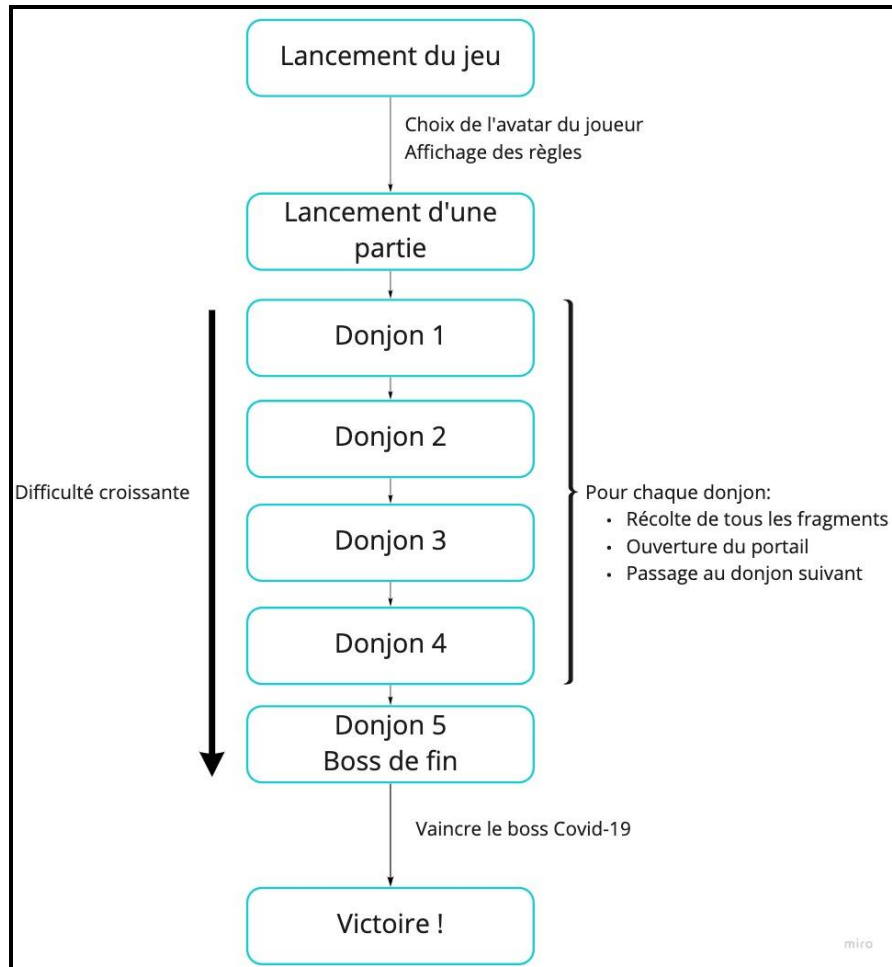 Lancement du jeu
Choix de l'avatar du joueur
Affichage des règles
Lancement d'une
partie
Donjon 1
Donjon 2
Difficulté croissante
Pour chaque donjon:
• Récolte de tous les fragments
• Ouverture du portail
• Passage au donjon suivant
Donjon 3
Donjon 4
Donjon 5
Boss de fin
Vaincre le boss Covid-19
Victoire !
miro